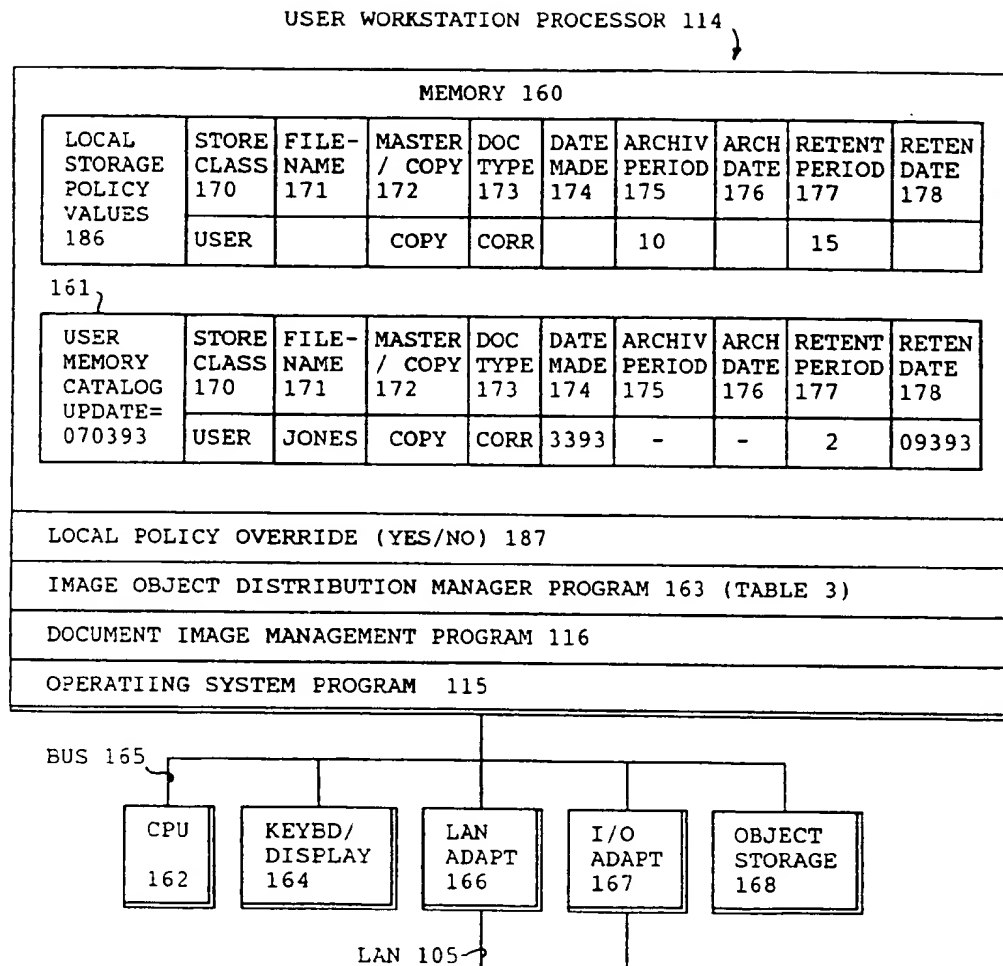 USER WORKSTATION PROCESSOR 114
MEMORY 160
LOCAL STORAGE POLICY VALUES 186
STORE CLASS 170
FILE-NAME 171
MASTER / COPY 172
DOC TYPE 173
DATE MADE 174
ARCHIV PERIOD 175
ARCH DATE 176
RETENT PERIOD 177
RETEN DATE 178
USER COPY CORR 10 15
161
USER MEMORY CATALOG UPDATE= 070393
STORE CLASS 170
FILE-NAME 171
MASTER / COPY 172
DOC TYPE 173
DATE MADE 174
ARCHIV PERIOD 175
ARCH DATE 176
RETENT PERIOD 177
RETEN DATE 178
USER JONES COPY CORR 3393 - - 2 09393
LOCAL POLICY OVERRIDE (YES/NO) 187
IMAGE OBJECT DISTRIBUTION MANAGER PROGRAM 163 (TABLE 3)
DOCUMENT IMAGE MANAGEMENT PROGRAM 116
OPERATIING SYSTEM PROGRAM 115
BUS 165
CPU 162
KEYBD/ DISPLAY 164
LAN ADAPT 166
I/O ADAPT 167
OBJECT STORAGE 168
LAN 105